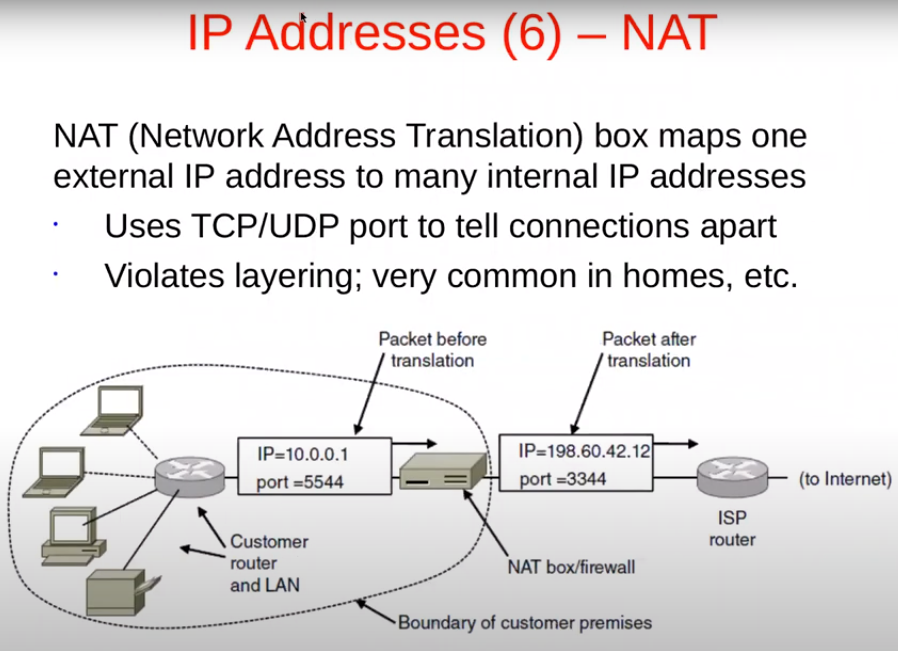 IP Addresses (6) – NAT
NAT (Network Address Translation) box maps one
external IP address to many internal IP addresses
· Uses TCP/UDP port to tell connections apart
· Violates layering; very common in homes, etc.
Packet before
translation
Packet after
translation
IP=10.0.0.1
port =5544
IP=198.60.42.12
port =3344
(to Internet)
ISP
router
Customer
router
and LAN
NAT box/firewall
Boundary of customer premises